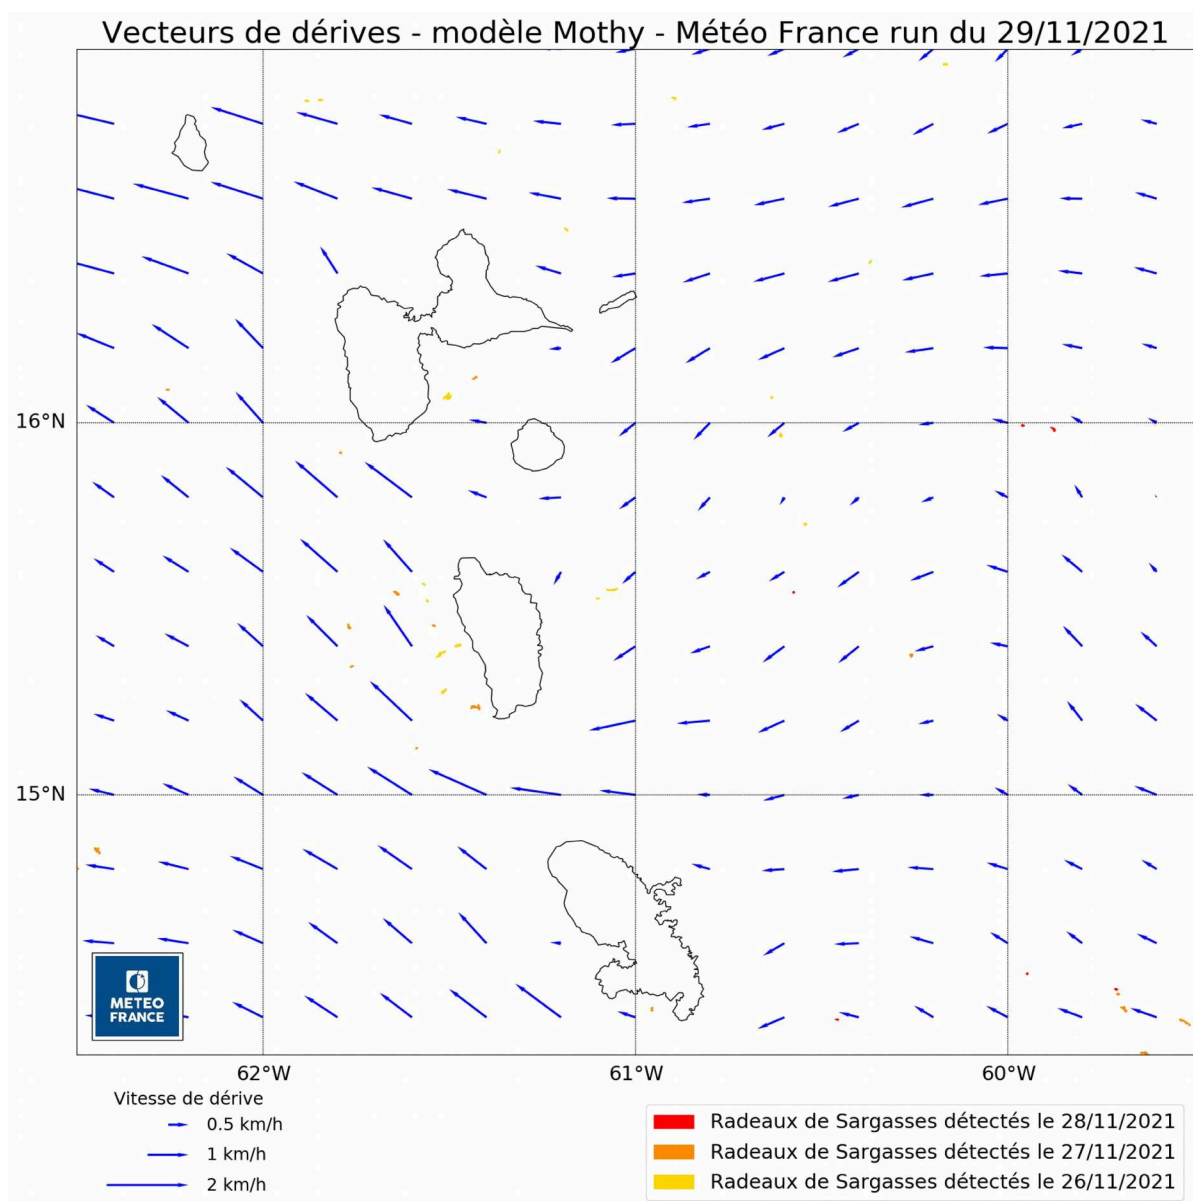 Vecteurs de dérives - modèle Mothy - Météo France run du 29/11/2021
16°N
15°N
METEO
FRANCE
62°W
61°W
60°W
Vitesse de dérive
0.5 km/h
1 km/h
2 km/h
Radeaux de Sargasses détectés le 28/11/2021
Radeaux de Sargasses détectés le 27/11/2021
Radeaux de Sargasses détectés le 26/11/2021